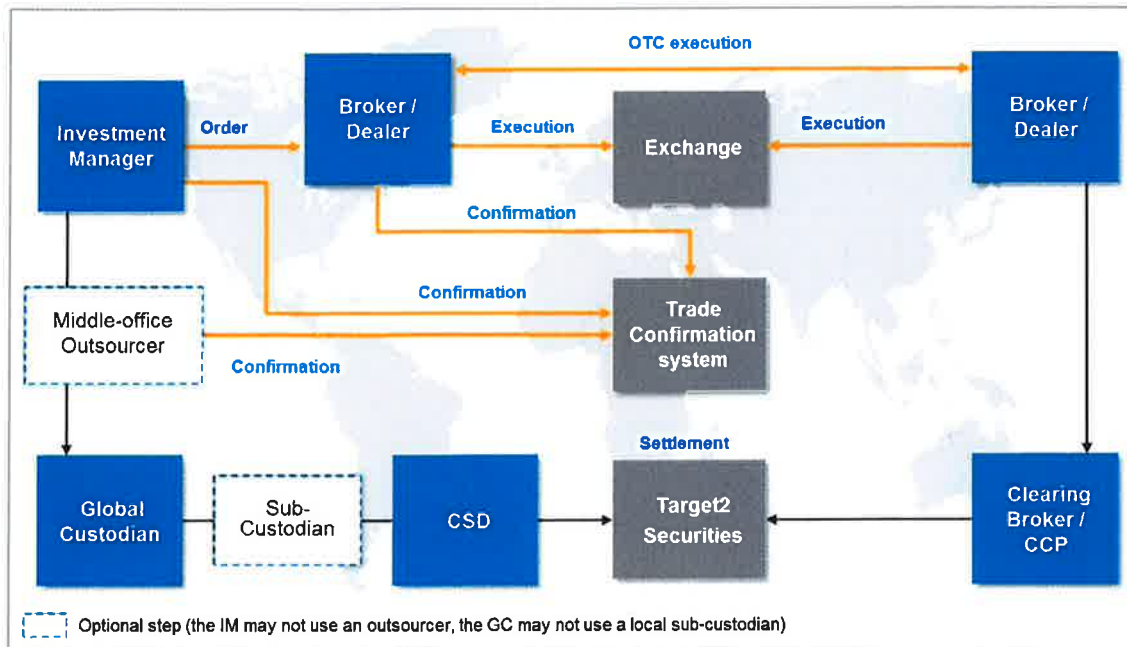 OTC execution
Investment
Manager
Order
Broker /
Dealer
Execution
Exchange
Execution
Broker /
Dealer
Confirmation
Confirmation
Middle-office
Outsourcer
Confirmation
Trade
Confirmation
system
Settlement
Global
Custodian
Sub-
Custodian
CSD
Target2
Securities
Clearing
Broker /
CCP
Optional step (the IM may not use an outsourcer, the GC may not use a local sub-custodian)